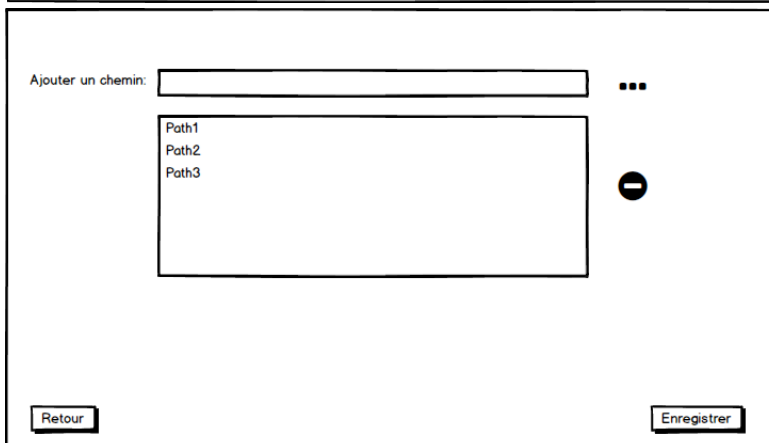 Ajouter un chemin:
Path1
Path2
Path3
Retour
Enregistrer